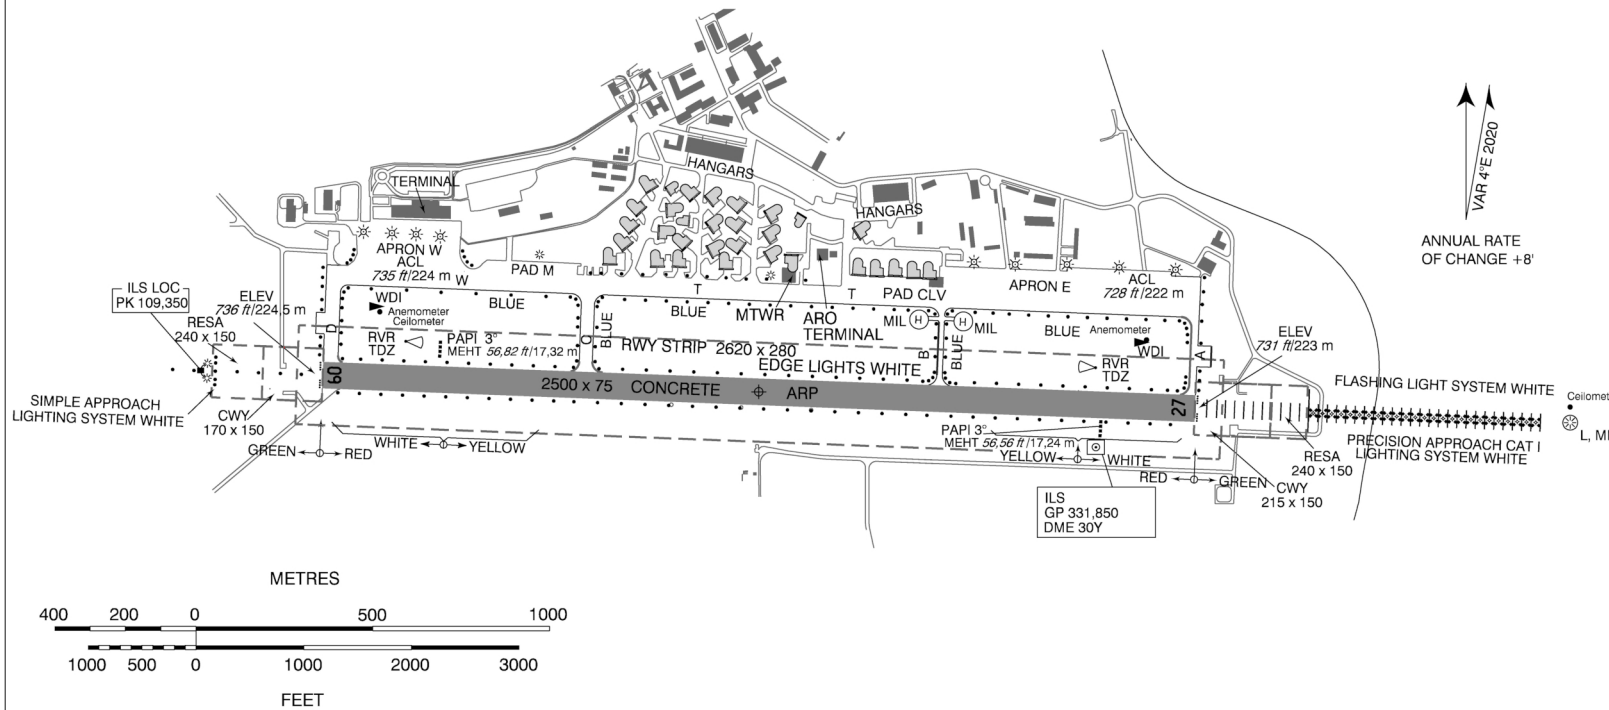 VAR 4°E 2020
ANNUAL RATE
OF CHANGE +8'
HANGARS
TERMINAL
HANGARS
APRON W
ACL
735 ft/224 m
W
PAD M
T
T
PAD CLV
APRON E
ACL
728 ft/222 m
ILS LOC
PK 109,350
ELEV
736 ft/224,5 m
RESA
240 x 150
WDI
Anemometer
Ceilometer
BLUE
BLUE
MTWR
ARO
TERMINAL
MIL
H
H
MIL
BLUE
Anemometer
WDI
ELEV
731 ft/223 m
D
RVR
TDZ
PAPI 3°
MEHT 56,82 ft/17,32 m
C
BLUE
RWY STRIP 2620 x 280
EDGE LIGHTS WHITE
B
BLUE
RVR
TDZ
A
09
2500 x 75
CONCRETE
ARP
27
FLASHING LIGHT SYSTEM WHITE
Ceilomet
L, MI
SIMPLE APPROACH
LIGHTING SYSTEM WHITE
CWY
170 x 150
GREEN
RED
WHITE
YELLOW
PAPI 3°
MEHT 56,56 ft/17,24 m
YELLOW
WHITE
RED
GREEN
PRECISION APPROACH CAT I
LIGHTING SYSTEM WHITE
RESA
240 x 150
CWY
215 x 150
ILS
GP 331,850
DME 30Y
METRES
400 200 0 500 1000
1000 500 0 1000 2000 3000
FEET